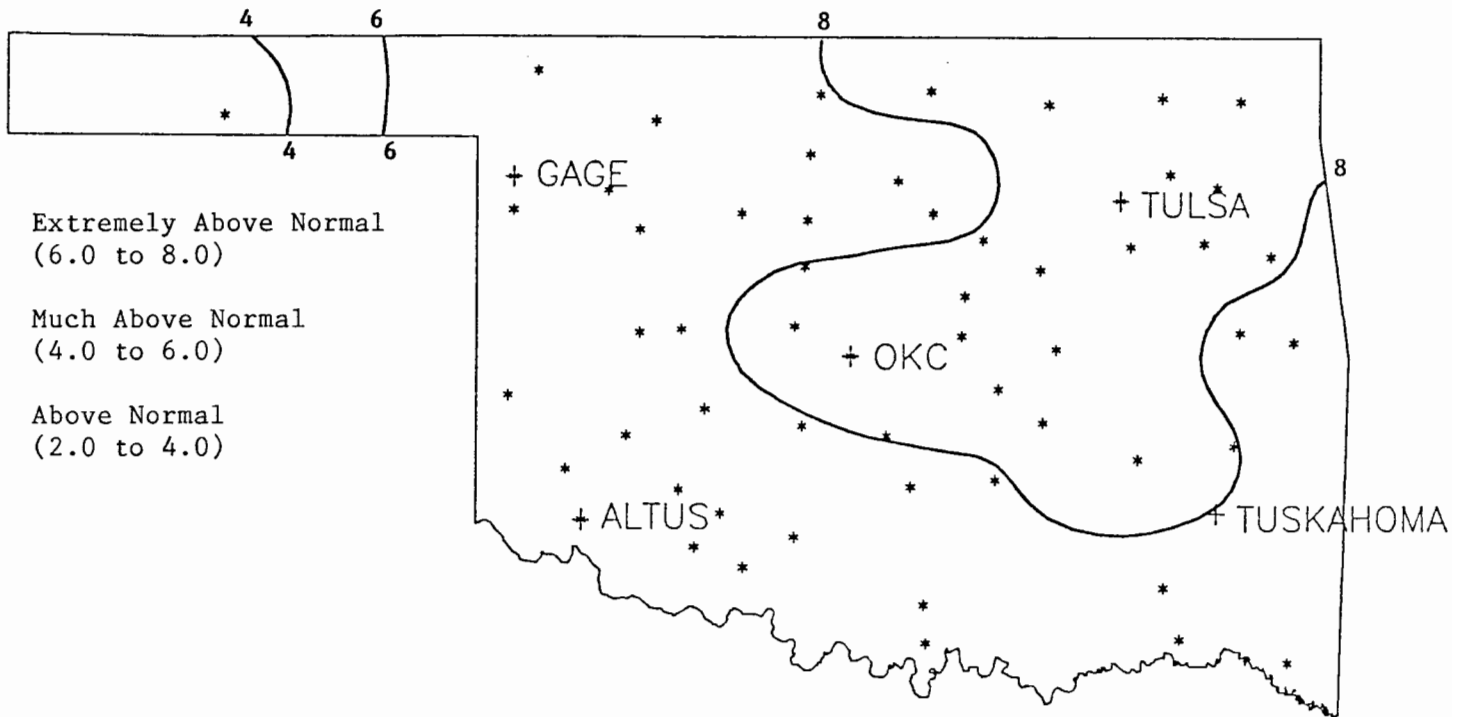 4 6 8
4 6
8
GAGE
TULSA
Extremely Above Normal
(6.0 to 8.0)
Much Above Normal
(4.0 to 6.0)
OKC
Above Normal
(2.0 to 4.0)
ALTUS
TUSKAHOMA